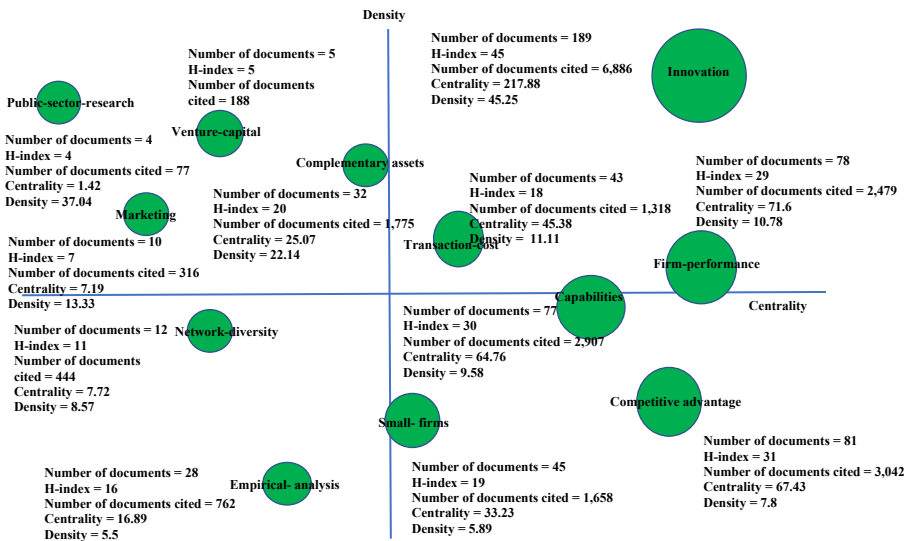 Density
Number of documents = 189
H-index = 45
Number of documents cited = 6,886
Centrality = 217.88
Density = 45.25
Innovation
Number of documents = 5
H-index = 5
Number of documents
cited = 188
Venture-capital
Public-sector-research
Number of documents = 4
H-index = 4
Number of documents cited = 77
Centrality = 1.42
Density = 37.04
Complementary assets
Number of documents = 32
H-index = 20
Number of documents cited = 1,775
Centrality = 25.07
Density = 22.14
Number of documents = 43
H-index = 18
Number of documents cited = 1,318
Centrality = 45.38
Density = 11.11
Transaction-cost
Number of documents = 78
H-index = 29
Number of documents cited = 2,479
Centrality = 71.6
Density = 10.78
Firm-performance
Marketing
Number of documents = 10
H-index = 7
Number of documents cited = 316
Centrality = 7.19
Density = 13.33
Centrality
Capabilities
Number of documents = 77
H-index = 30
Number of documents cited = 2,907
Centrality = 64.76
Density = 9.58
Number of documents = 12
H-index = 11
Number of documents
cited = 444
Centrality = 7.72
Density = 8.57
Network-diversity
Competitive advantage
Number of documents = 81
H-index = 31
Number of documents cited = 3,042
Centrality = 67.43
Density = 7.8
Small- firms
Number of documents = 45
H-index = 19
Number of documents cited = 1,658
Centrality = 33.23
Density = 5.89
Number of documents = 28
H-index = 16
Number of documents cited = 762
Centrality = 16.89
Density = 5.5
Empirical- analysis